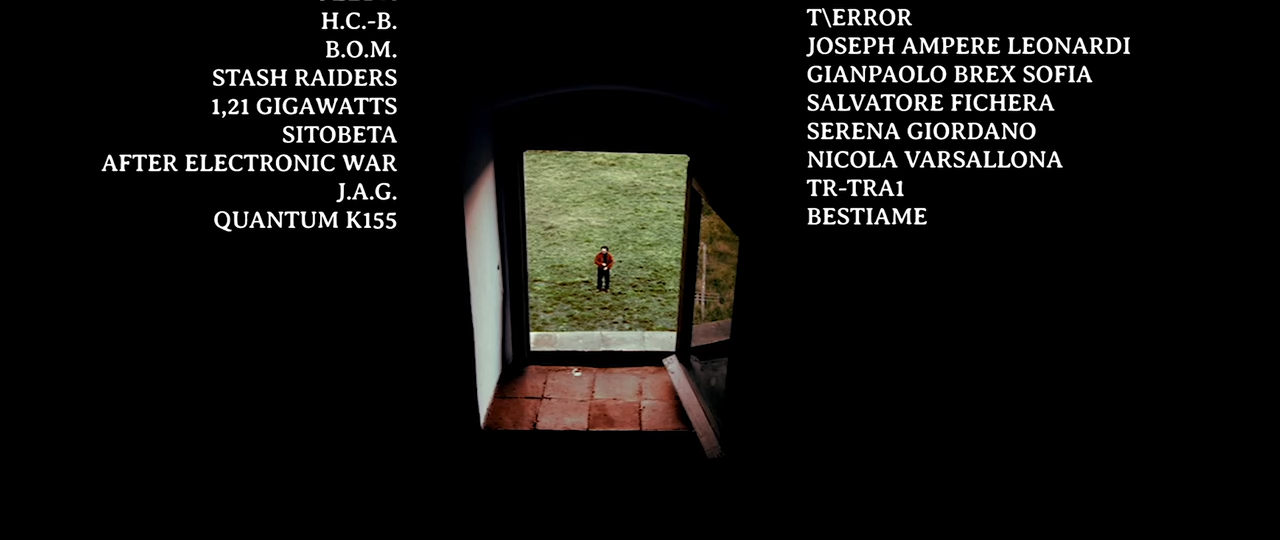 H.C.-B.
B.O.M.
STASH RAIDERS
1,21 GIGAWATTS
SITOBETA
AFTER ELECTRONIC WAR
J.A.G.
QUANTUM K155
T\ERROR
JOSEPH AMPERE LEONARDI
GIANPAOLO BREX SOFIA
SALVATORE FICHERA
SERENA GIORDANO
NICOLA VARSALLONA
TR-TRA1
BESTIAME